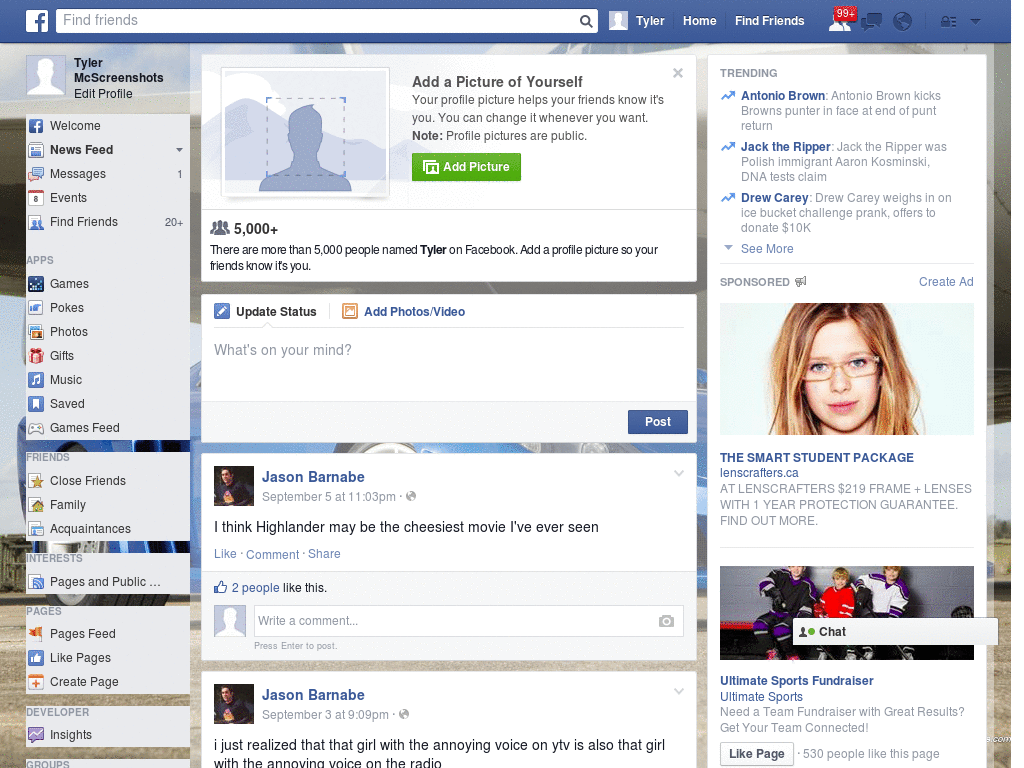 Find friends
Tyler
Home
Find Friends
99+
Tyler
McScreenshots
Edit Profile
Welcome
News Feed
Messages 1
8 Events
Find Friends 20+
APPS
Games
Pokes
Photos
Gifts
Music
Saved
Games Feed
FRIENDS
Close Friends
Family
Acquaintances
INTERESTS
Pages and Public ...
PAGES
Pages Feed
Like Pages
Create Page
DEVELOPER
Insights
GROUPS
Add a Picture of Yourself
Your profile picture helps your friends know it's
you. You can change it whenever you want.
Note: Profile pictures are public.
Add Picture
5,000+
There are more than 5,000 people named Tyler on Facebook. Add a profile picture so your
friends know it's you.
Update Status
Add Photos/Video
What's on your mind?
Post
Jason Barnabe
September 5 at 11:03pm ·
I think Highlander may be the cheesiest movie I've ever seen
Like · Comment · Share
2 people like this.
Write a comment...
Press Enter to post.
Jason Barnabe
September 3 at 9:09pm ·
i just realized that that girl with the annoying voice on ytv is also that girl
with the annoying voice on the radio
TRENDING
Antonio Brown: Antonio Brown kicks
Browns punter in face at end of punt
return
Jack the Ripper: Jack the Ripper was
Polish immigrant Aaron Kosminski,
DNA tests claim
Drew Carey: Drew Carey weighs in on
ice bucket challenge prank, offers to
donate $10K
See More
SPONSORED
Create Ad
THE SMART STUDENT PACKAGE
lenscrafters.ca
AT LENSCRAFTERS $219 FRAME + LENSES
WITH 1 YEAR PROTECTION GUARANTEE.
FIND OUT MORE.
Chat
Ultimate Sports Fundraiser
Ultimate Sports
Need a Team Fundraiser with Great Results?
Get Your Team Connected!
Like Page · 530 people like this page